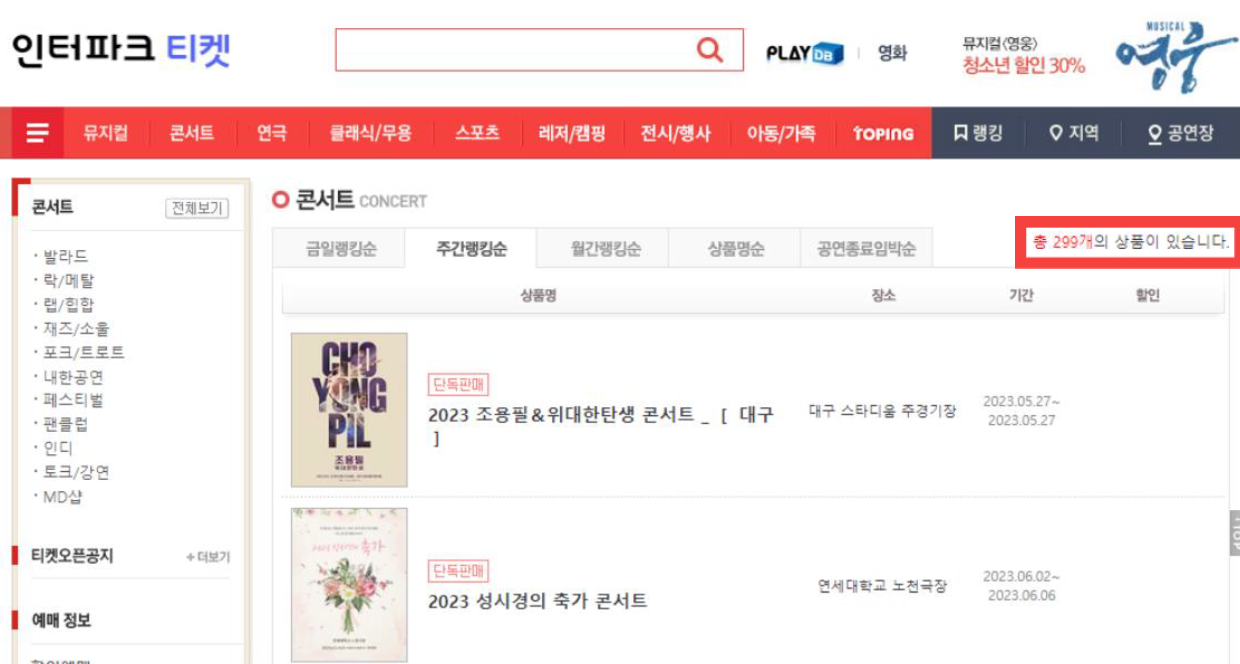 인터파크 티켓
PLAY DB
영화
뮤지컬〈영웅〉
청소년 할인 30%
MUSICAL
영웅
뮤지컬
콘서트
연극
클래식/무용
스포츠
레저/캠핑
전시/행사
아동/가족
TOPING
랭킹
지역
공연장
콘서트
전체보기
· 발라드
· 락/메탈
· 랩/힙합
· 재즈/소울
· 포크/트로트
· 내한공연
· 페스티벌
· 팬클럽
· 인디
· 토크/강연
· MD샵
티켓오픈공지
+ 더보기
예매 정보
콘서트 CONCERT
금일랭킹순
주간랭킹순
월간랭킹순
상품명순
공연종료임박순
총 299개의 상품이 있습니다.
상품명
장소
기간
할인
CHO
YONG
PIL
조용필
단독판매
2023 조용필&위대한탄생 콘서트 _ [ 대구
]
대구 스타디움 주경기장
2023.05.27~
2023.05.27
축가
단독판매
2023 성시경의 축가 콘서트
연세대학교 노천극장
2023.06.02~
2023.06.06